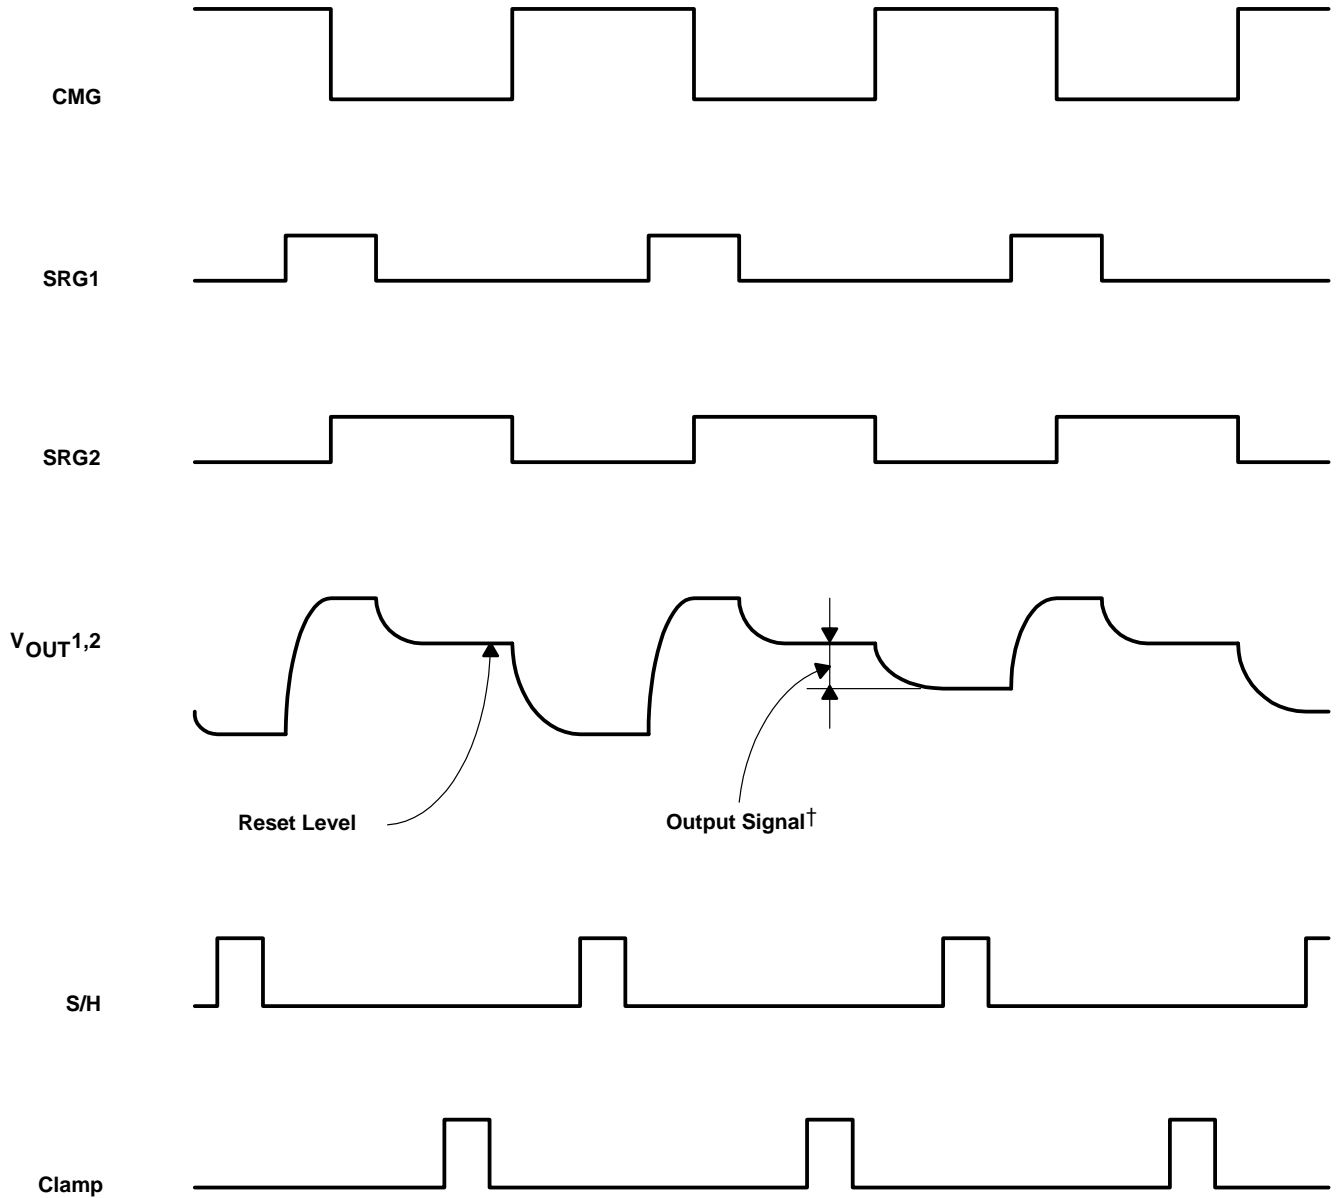 CMG
SRG1
SRG2
VOUT1,2
Reset Level
Output Signal†
S/H
Clamp